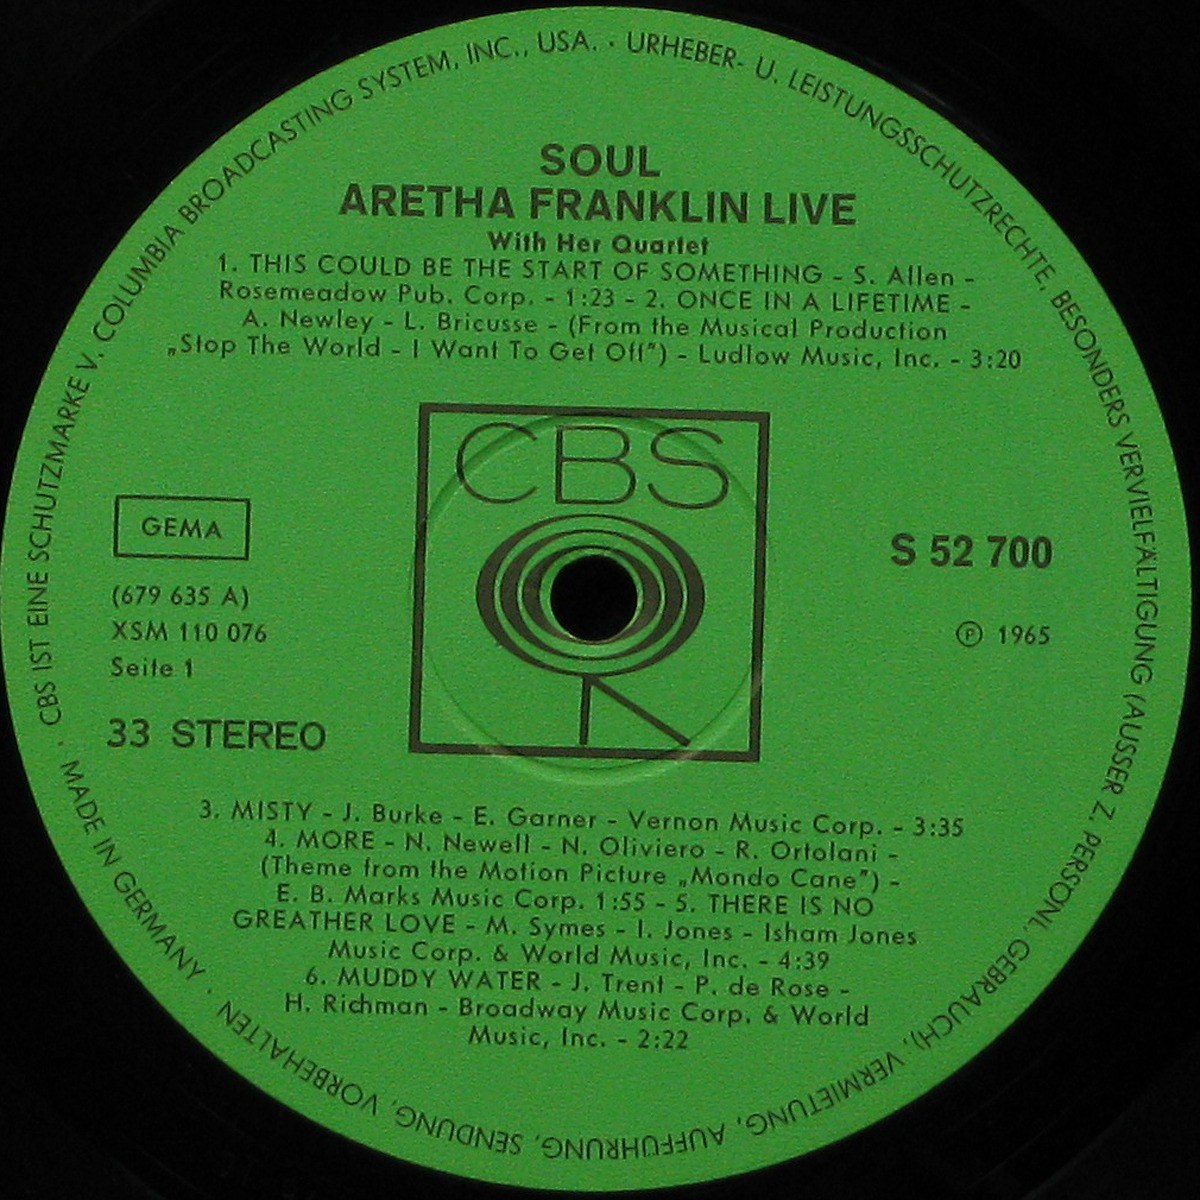 SOUL
ARETHA FRANKLIN LIVE
With Her Quartet
1. THIS COULD BE THE START OF SOMETHING - S. Allen -
Rosemeadow Pub. Corp. - 1:23 - 2. ONCE IN A LIFETIME -
A. Newley - L. Bricusse - (From the Musical Production
„Stop The World - I Want To Get Off”) - Ludlow Music, Inc. - 3:20
CBS
GEMA
S 52 700
(679 635 A)
XSM 110 076
Ⓟ 1965
Seite 1
33 STEREO
3. MISTY - J. Burke - E. Garner - Vernon Music Corp. - 3:35
4. MORE - N. Newell - N. Oliviero - R. Ortolani -
(Theme from the Motion Picture „Mondo Cane”) -
E. B. Marks Music Corp. 1:55 - 5. THERE IS NO
GREATHER LOVE - M. Symes - I. Jones - Isham Jones
Music Corp. & World Music, Inc. - 4:39
6. MUDDY WATER - J. Trent - P. de Rose -
H. Richman - Broadway Music Corp. & World
Music, Inc. - 2:22
· CBS IST EINE SCHUTZMARKE V. COLUMBIA BROADCASTING SYSTEM, INC., USA. · URHEBER- U. LEISTUNGSSCHUTZRECHTE, BESONDERS VERVIELFÄLTIGUNG (AUSSER Z. PERSÖNL. GEBRAUCH), VERMIETUNG, AUFFÜHRUNG, SENDUNG, VORBEHALTEN · MADE IN GERMANY